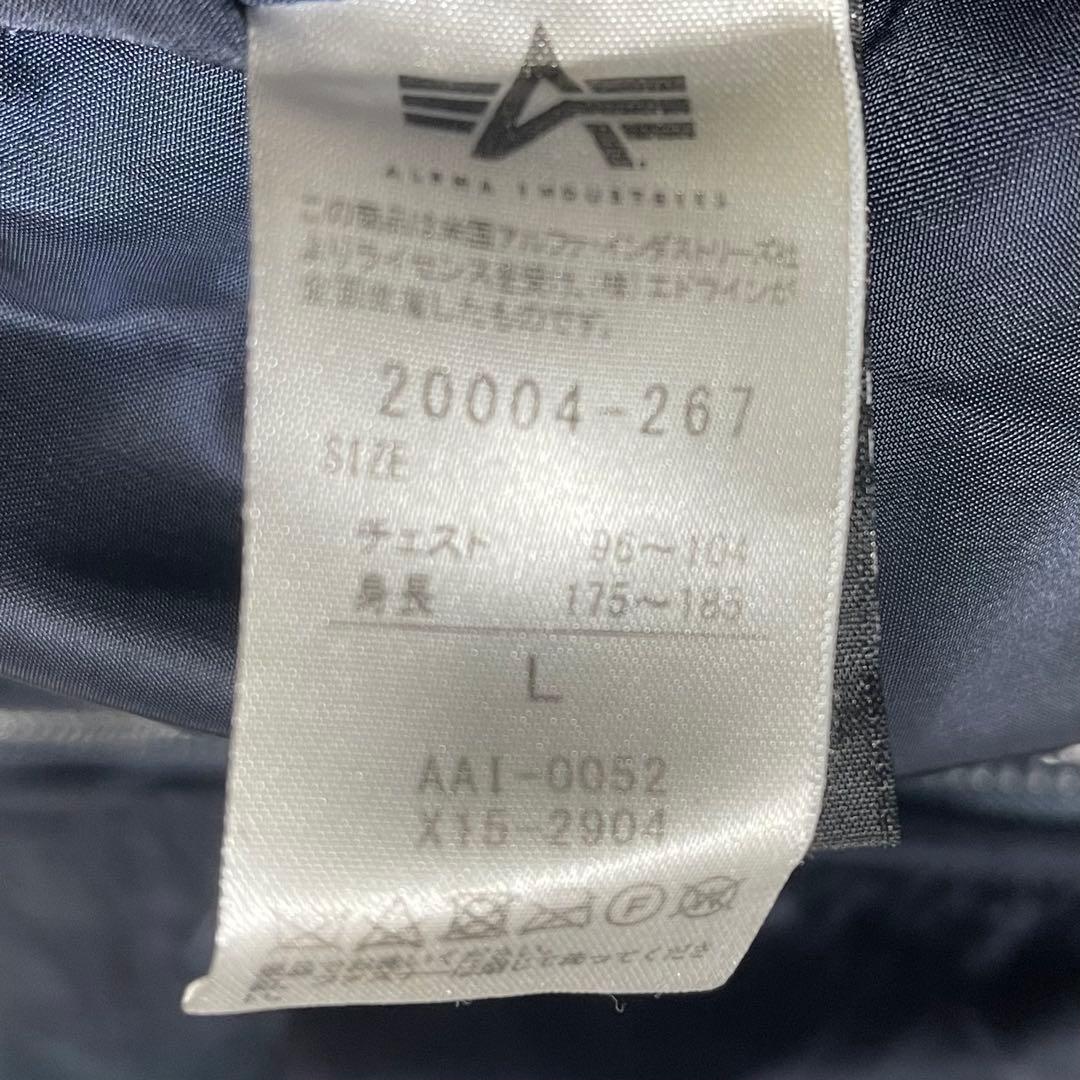 ALPHA INDUSTRIES
この商品は米国アルファ・インダストリーズ社
よりライセンスを受け、(株)エドウインが
企画生産したものです。
20004-267
SIZE
チェスト 96～104
身長 175～185
L
AAI-0052
X15-2904
F